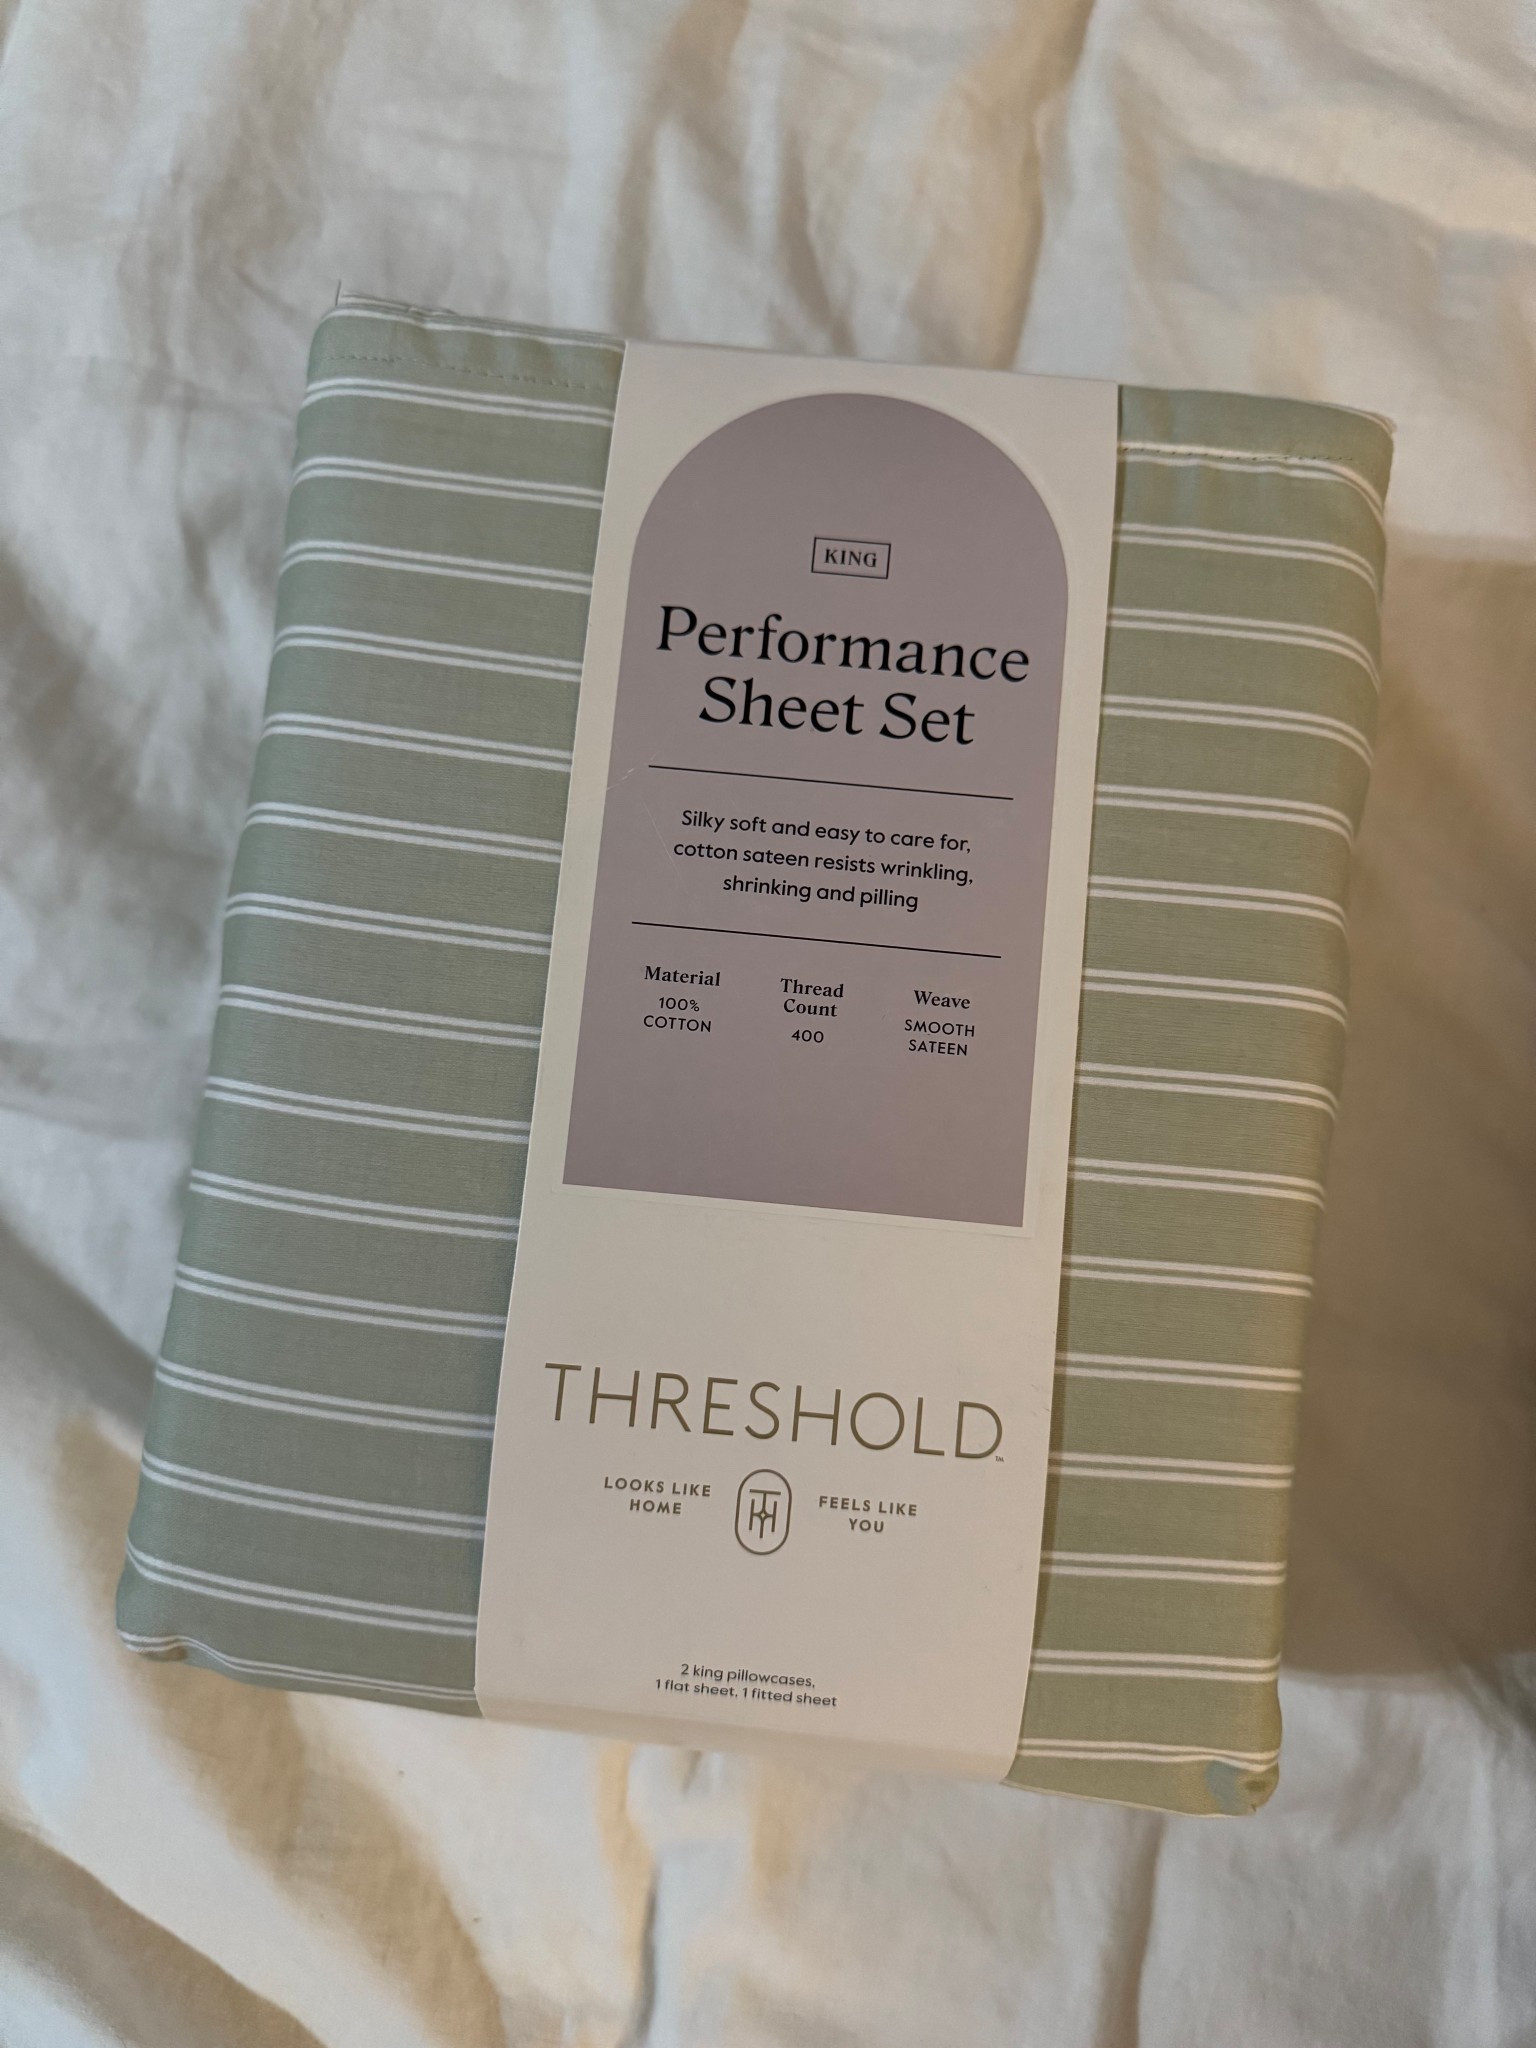 KING
Performance
Sheet Set
Silky soft and easy to care for,
cotton sateen resists wrinkling,
shrinking and pilling
Material
100%
COTTON
Thread
Count
400
Weave
SMOOTH
SATEEN
THRESHOLD™
LOOKS LIKE
HOME
FEELS LIKE
YOU
2 king pillowcases,
1 flat sheet, 1 fitted sheet